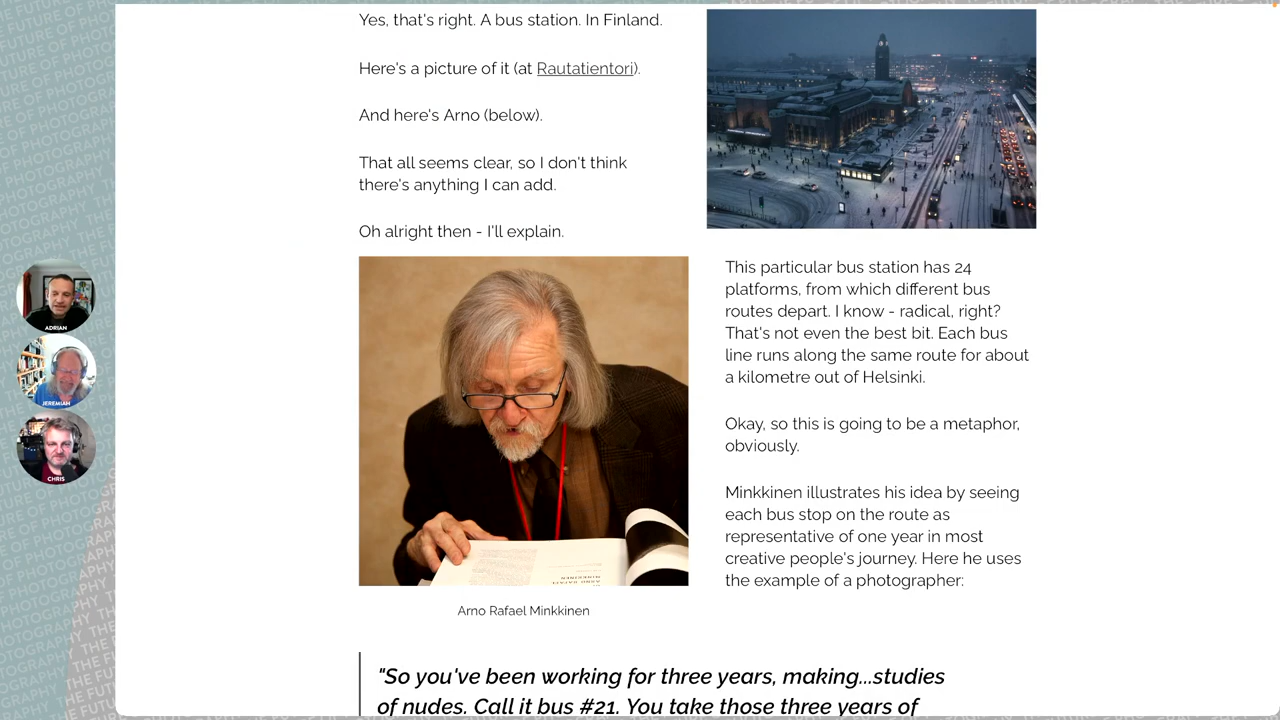 Yes, that's right. A bus station. In Finland.
Here's a picture of it (at Rautatientori).
And here's Arno (below).
That all seems clear, so I don't think
there's anything I can add.
Oh alright then - I'll explain.
This particular bus station has 24
platforms, from which different bus
routes depart. I know - radical, right?
That's not even the best bit. Each bus
line runs along the same route for about
a kilometre out of Helsinki.
Okay, so this is going to be a metaphor,
obviously.
Minkkinen illustrates his idea by seeing
each bus stop on the route as
representative of one year in most
creative people's journey. Here he uses
the example of a photographer:
Arno Rafael Minkkinen
"So you've been working for three years, making...studies
of nudes. Call it bus #21. You take those three years of
ADRIAN
JEREMIAH
CHRIS